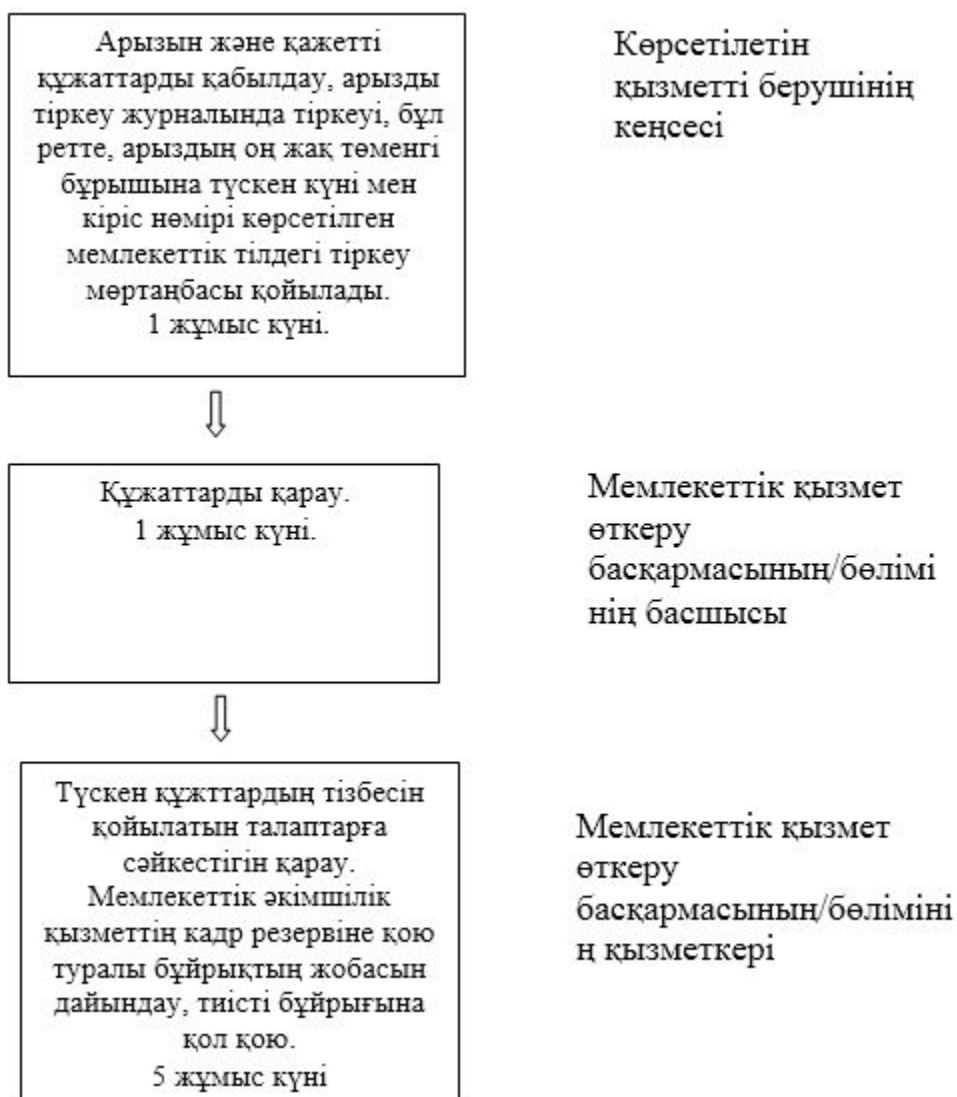 Арызын және қажетті
құжаттарды қабылдау, арызды
тіркеу журналында тіркеуі, бұл
ретте, арыздың оң жақ төменгі
бұрышына түскен күні мен
кіріс нөмірі көрсетілген
мемлекеттік тілдегі тіркеу
мөртаңбасы қойылады.
1 жұмыс күні.
Көрсетілетін
қызметті берушінің
кеңсесі
Құжаттарды қарау.
1 жұмыс күні.
Мемлекеттік қызмет
өткеру
басқармасының/бөлімі
нің басшысы
Түскен құжттардың тізбесін
қойылатын талаптарға
сәйкестігін қарау.
Мемлекеттік әкімшілік
қызметтің кадр резервіне қою
туралы бұйрықтың жобасын
дайындау, тиісті бұйрығына
қол қою.
5 жұмыс күні
Мемлекеттік қызмет
өткеру
басқармасының/бөліміні
ң қызметкері